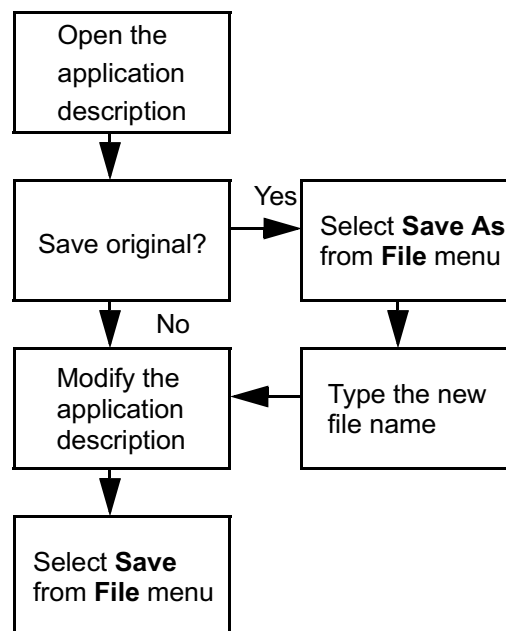 Open the
application
description
Yes
Save original?
Select Save As
from File menu
No
Modify the
application
description
Type the new
file name
Select Save
from File menu